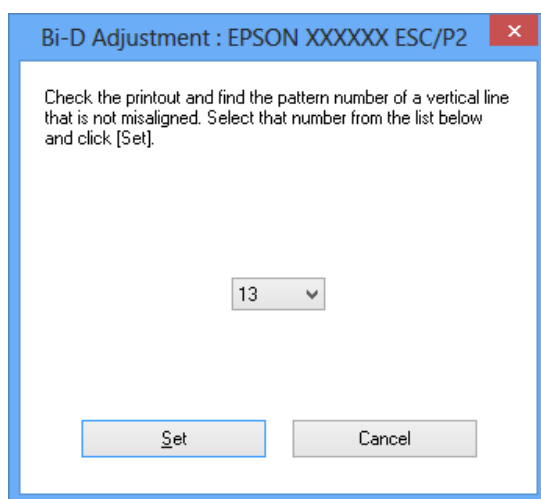 Bi-D Adjustment : EPSON XXXXXX ESC/P2
Check the printout and find the pattern number of a vertical line
that is not misaligned. Select that number from the list below
and click [Set].
13
Set
Cancel